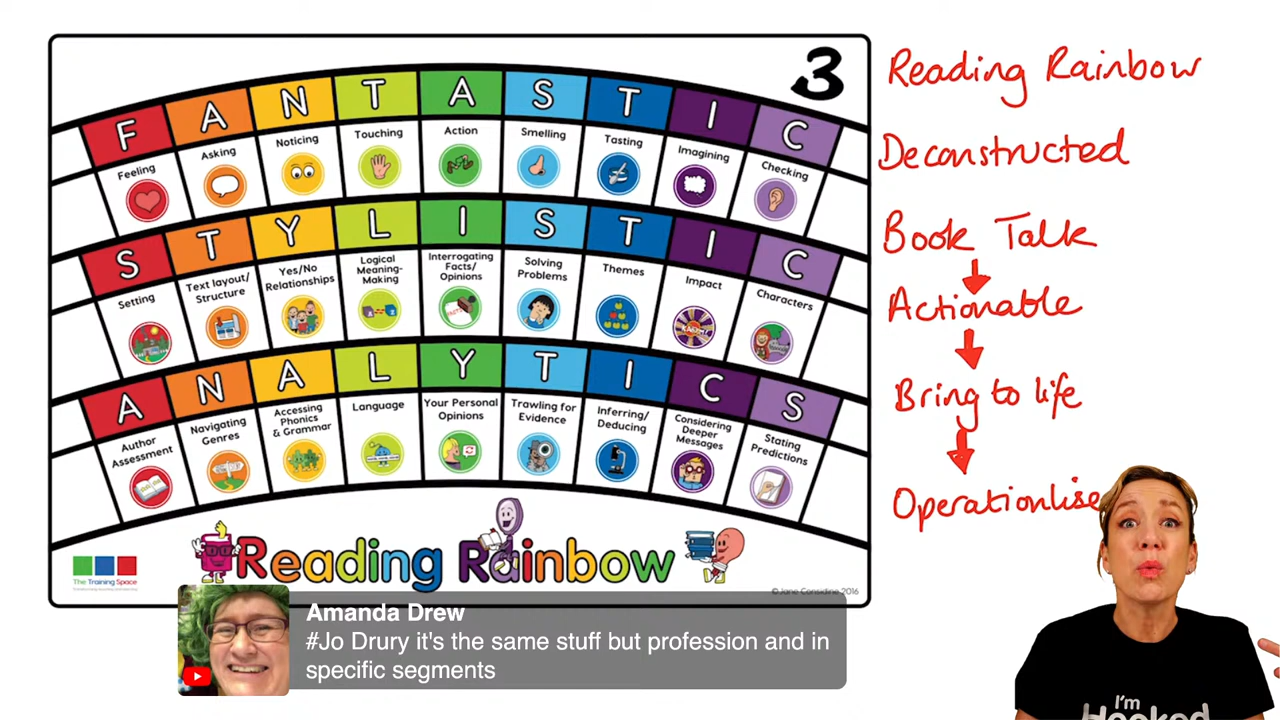 3
F A N T A S T I C
Feeling
Asking
Noticing
Touching
Action
Smelling
Tasting
Imagining
Checking
S T Y L I S T I C
Setting
Text layout/
Structure
Yes/No
Relationships
Logical
Meaning-
Making
Interrogating
Facts/
Opinions
Solving
Problems
Themes
Impact
Characters
A N A L Y T I C S
Author
Assessment
Navigating
Genres
Accessing
Phonics
& Grammar
Language
Your Personal
Opinions
Trawling for
Evidence
Inferring/
Deducing
Considering
Deeper
Messages
Stating
Predictions
Reading Rainbow
The Training Space
©Jane Considine 2016
Reading Rainbow
Deconstructed
Book Talk
Actionable
Bring to life
Operationlise
Amanda Drew
#Jo Drury it's the same stuff but profession and in
specific segments
I'm
Hooked